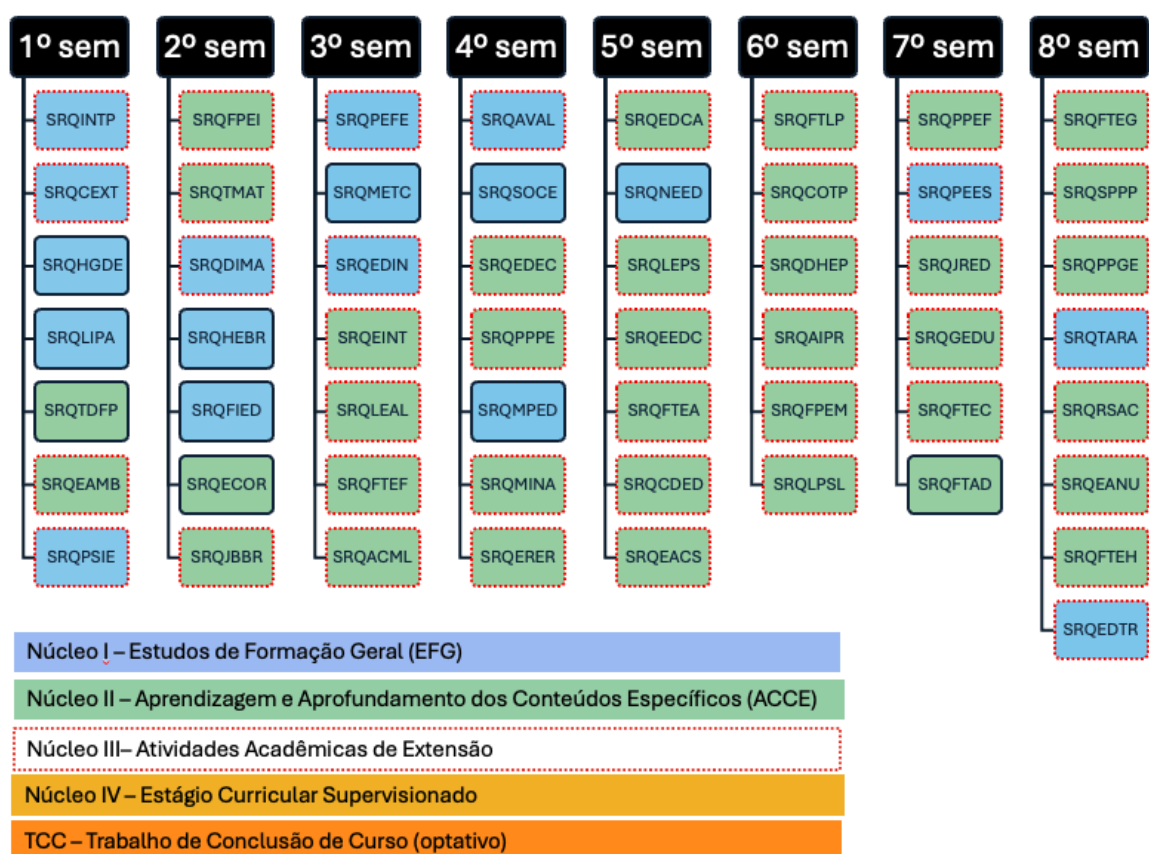 1º sem
2º sem
3º sem
4º sem
5º sem
6º sem
7º sem
8º sem
SRQINTP
SRQFPEI
SRQPEFE
SRQAVAL
SRQEDCA
SRQFTLP
SRQPPEF
SRQFTEG
SRQCEXT
SRQTMAT
SRQMETC
SRQSOCE
SRQNEED
SRQCOTP
SRQPEES
SRQSPPP
SRQHGDE
SRQDIMA
SRQEDIN
SRQEDEC
SRQLEPS
SRQDHEP
SRQJRED
SRQPPGE
SRQLIPA
SRQHEBR
SRQEINT
SRQPPPE
SRQEEDC
SRQAIPR
SRQGEDU
SRQTARA
SRQTDFP
SRQFIED
SRQLEAL
SRQMPED
SRQFTEA
SRQFPEM
SRQFTEC
SRQRSAC
SRQEAMB
SRQECOR
SRQFTEF
SRQMINA
SRQCDED
SRQLPSL
SRQFTAD
SRQEANU
SRQPSIE
SRQJBBR
SRQACML
SRQERER
SRQEACS
SRQFTEH
SRQEDTR
Núcleo I – Estudos de Formação Geral (EFG)
Núcleo II – Aprendizagem e Aprofundamento dos Conteúdos Específicos (ACCE)
Núcleo III– Atividades Acadêmicas de Extensão
Núcleo IV – Estágio Curricular Supervisionado
TCC – Trabalho de Conclusão de Curso (optativo)